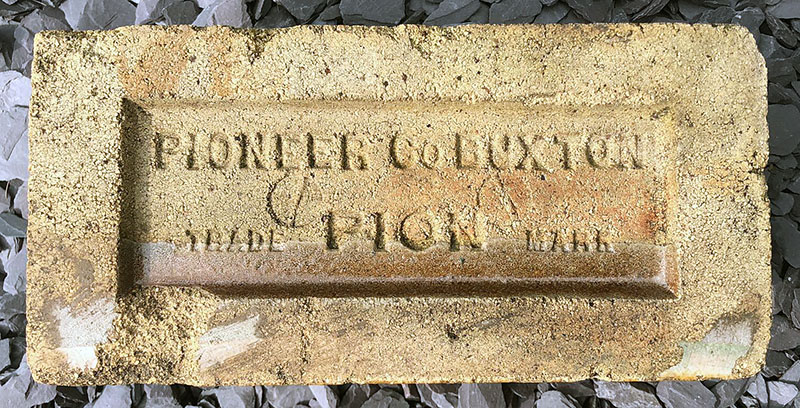 PIONEER Co BUXTON
TRADE PION MARK